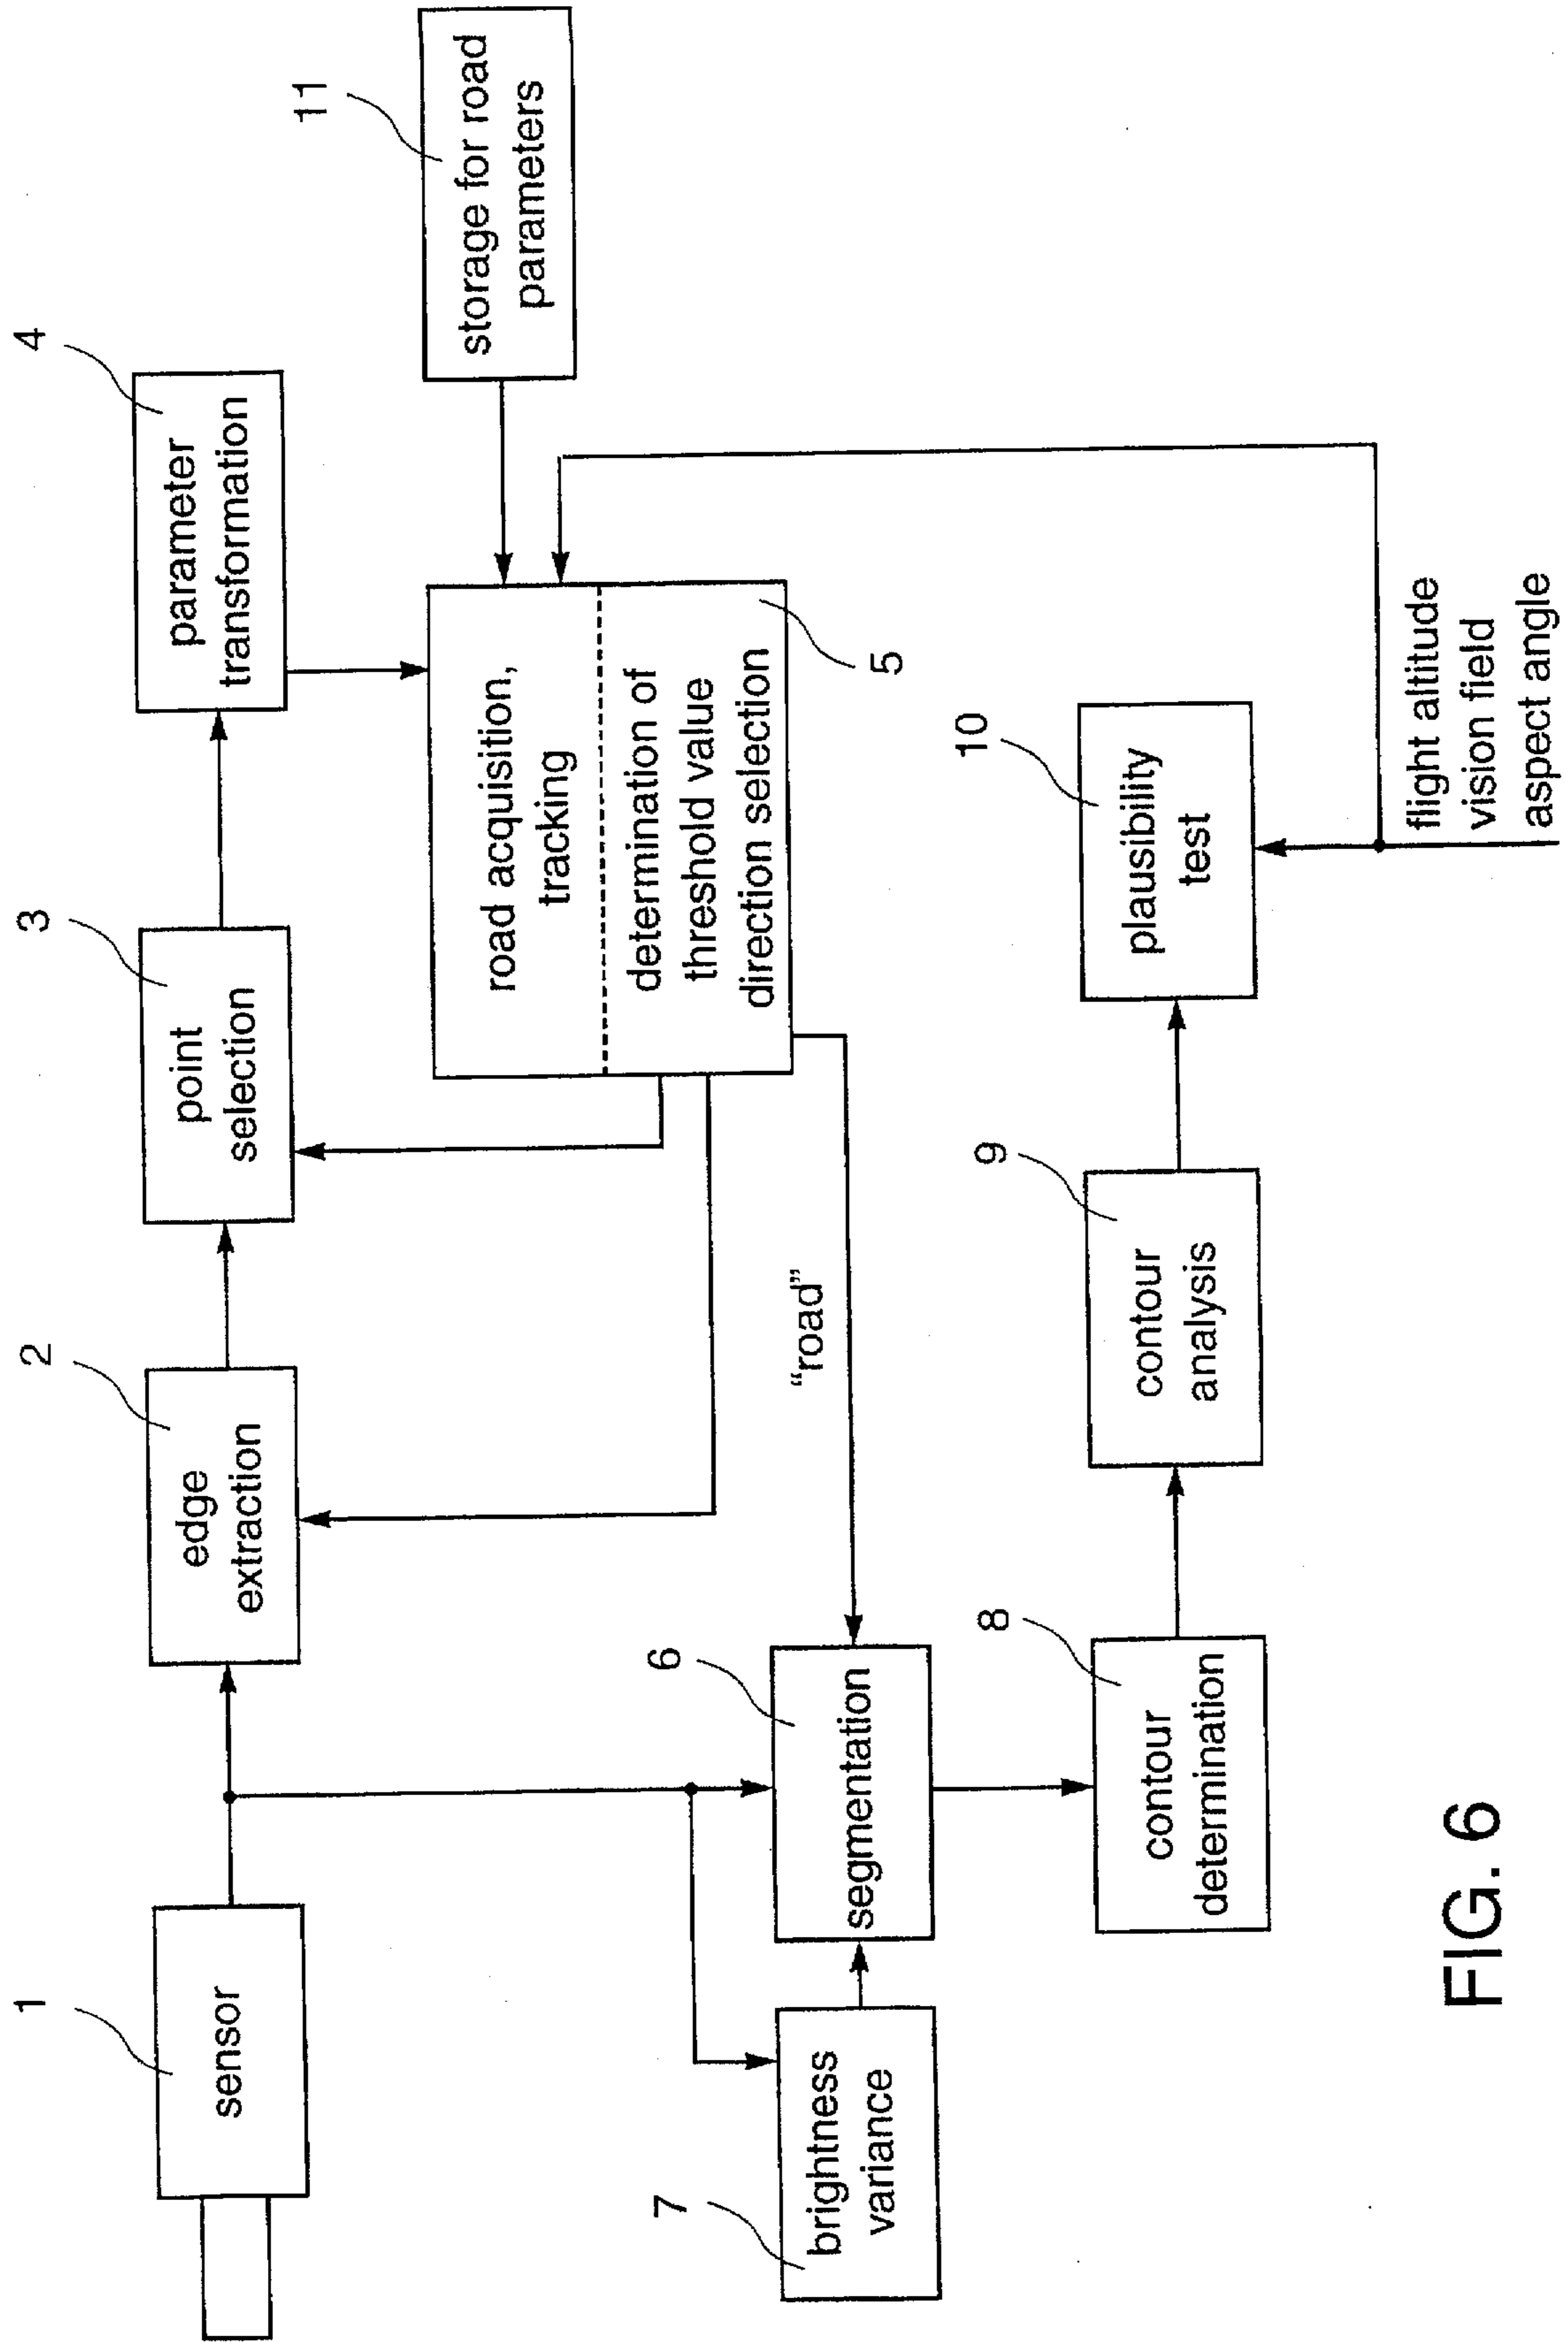 1
sensor
2
edge
extraction
3
point
selection
4
parameter
transformation
11
storage for road
parameters
road acquisition,
tracking
determination of
threshold value
direction selection
5
“road”
6
segmentation
7
brightness
variance
8
contour
determination
9
contour
analysis
10
plausibility
test
flight altitude
vision field
aspect angle
FIG. 6